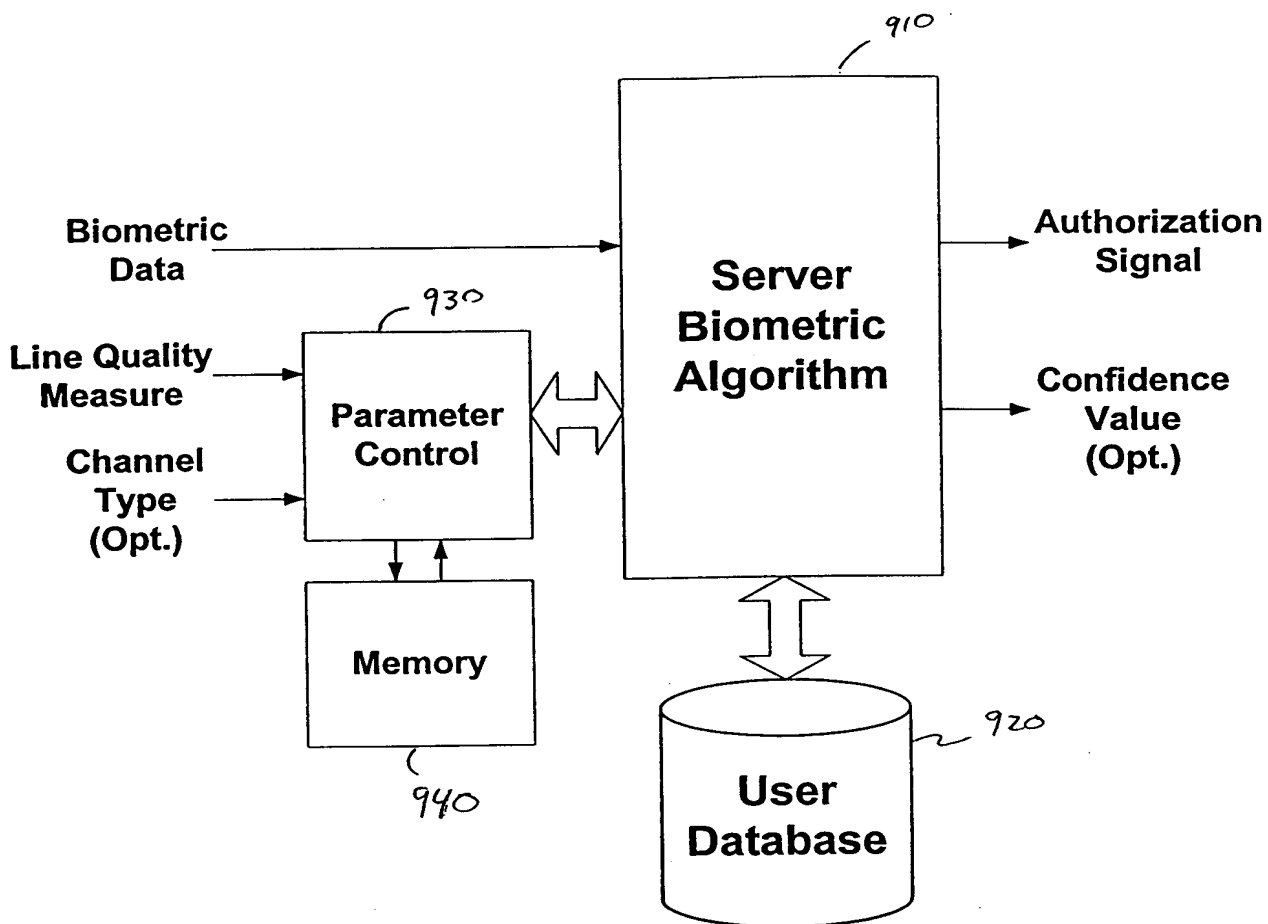 910
Biometric
Data
Server
Biometric
Algorithm
Authorization
Signal
930
Line Quality
Measure
Parameter
Control
Confidence
Value
(Opt.)
Channel
Type
(Opt.)
Memory
940
920
User
Database